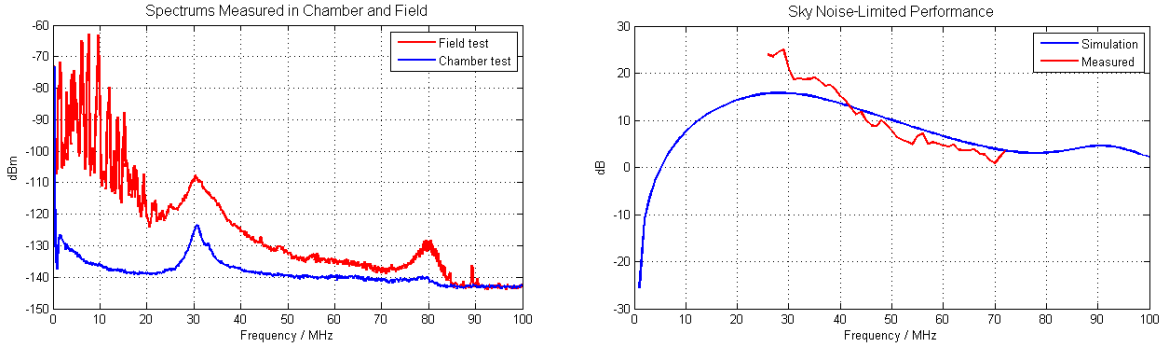 Spectrums Measured in Chamber and Field
-60
-70
-80
-90
-100
-110
-120
-130
-140
-150
dBm
Field test
Chamber test
0 10 20 30 40 50 60 70 80 90 100
Frequency / MHz
Sky Noise-Limited Performance
30
20
10
0
-10
-20
-30
dB
Simulation
Measured
0 10 20 30 40 50 60 70 80 90 100
Frequency / MHz